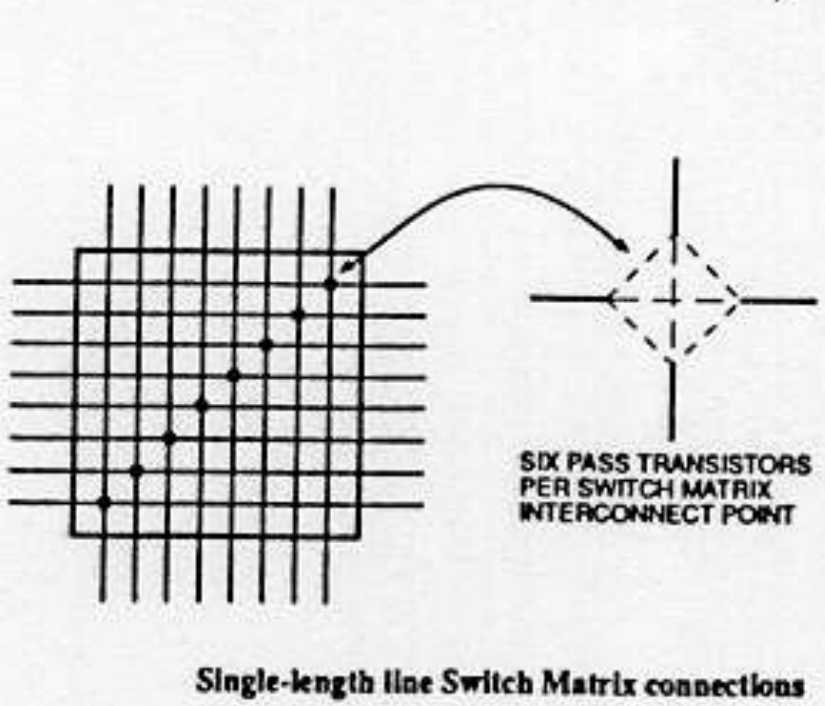 SIX PASS TRANSISTORS
PER SWITCH MATRIX
INTERCONNECT POINT
Single-length line Switch Matrix connections